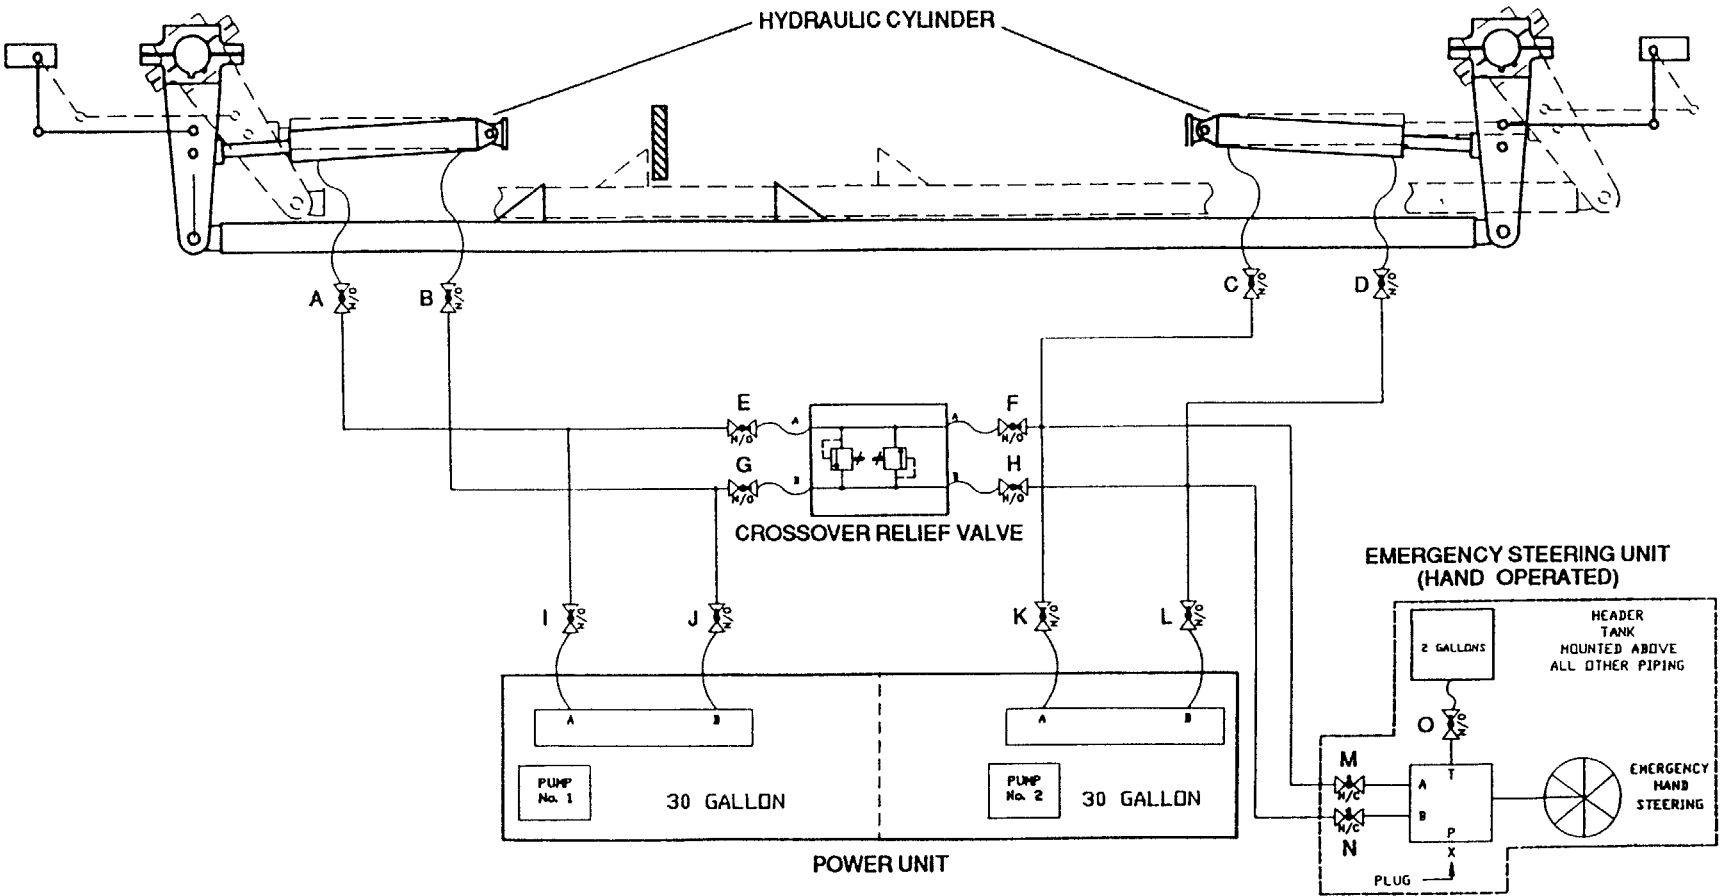 HYDRAULIC CYLINDER
A N/O
B N/O
C N/O
D N/O
E
N/O
F
N/O
A
A
G
N/O
H
N/O
B
B
CROSSOVER RELIEF VALVE
EMERGENCY STEERING UNIT
(HAND OPERATED)
I N/O
J N/O
K N/O
L N/O
2 GALLONS
HEADER
TANK
MOUNTED ABOVE
ALL OTHER PIPING
O N/O
A B
A B
PUMP
No. 1
30 GALLON
PUMP
No. 2
30 GALLON
POWER UNIT
M
N/C
N/C
N
T
A
B
P
X
PLUG
EMERGENCY
HAND
STEERING